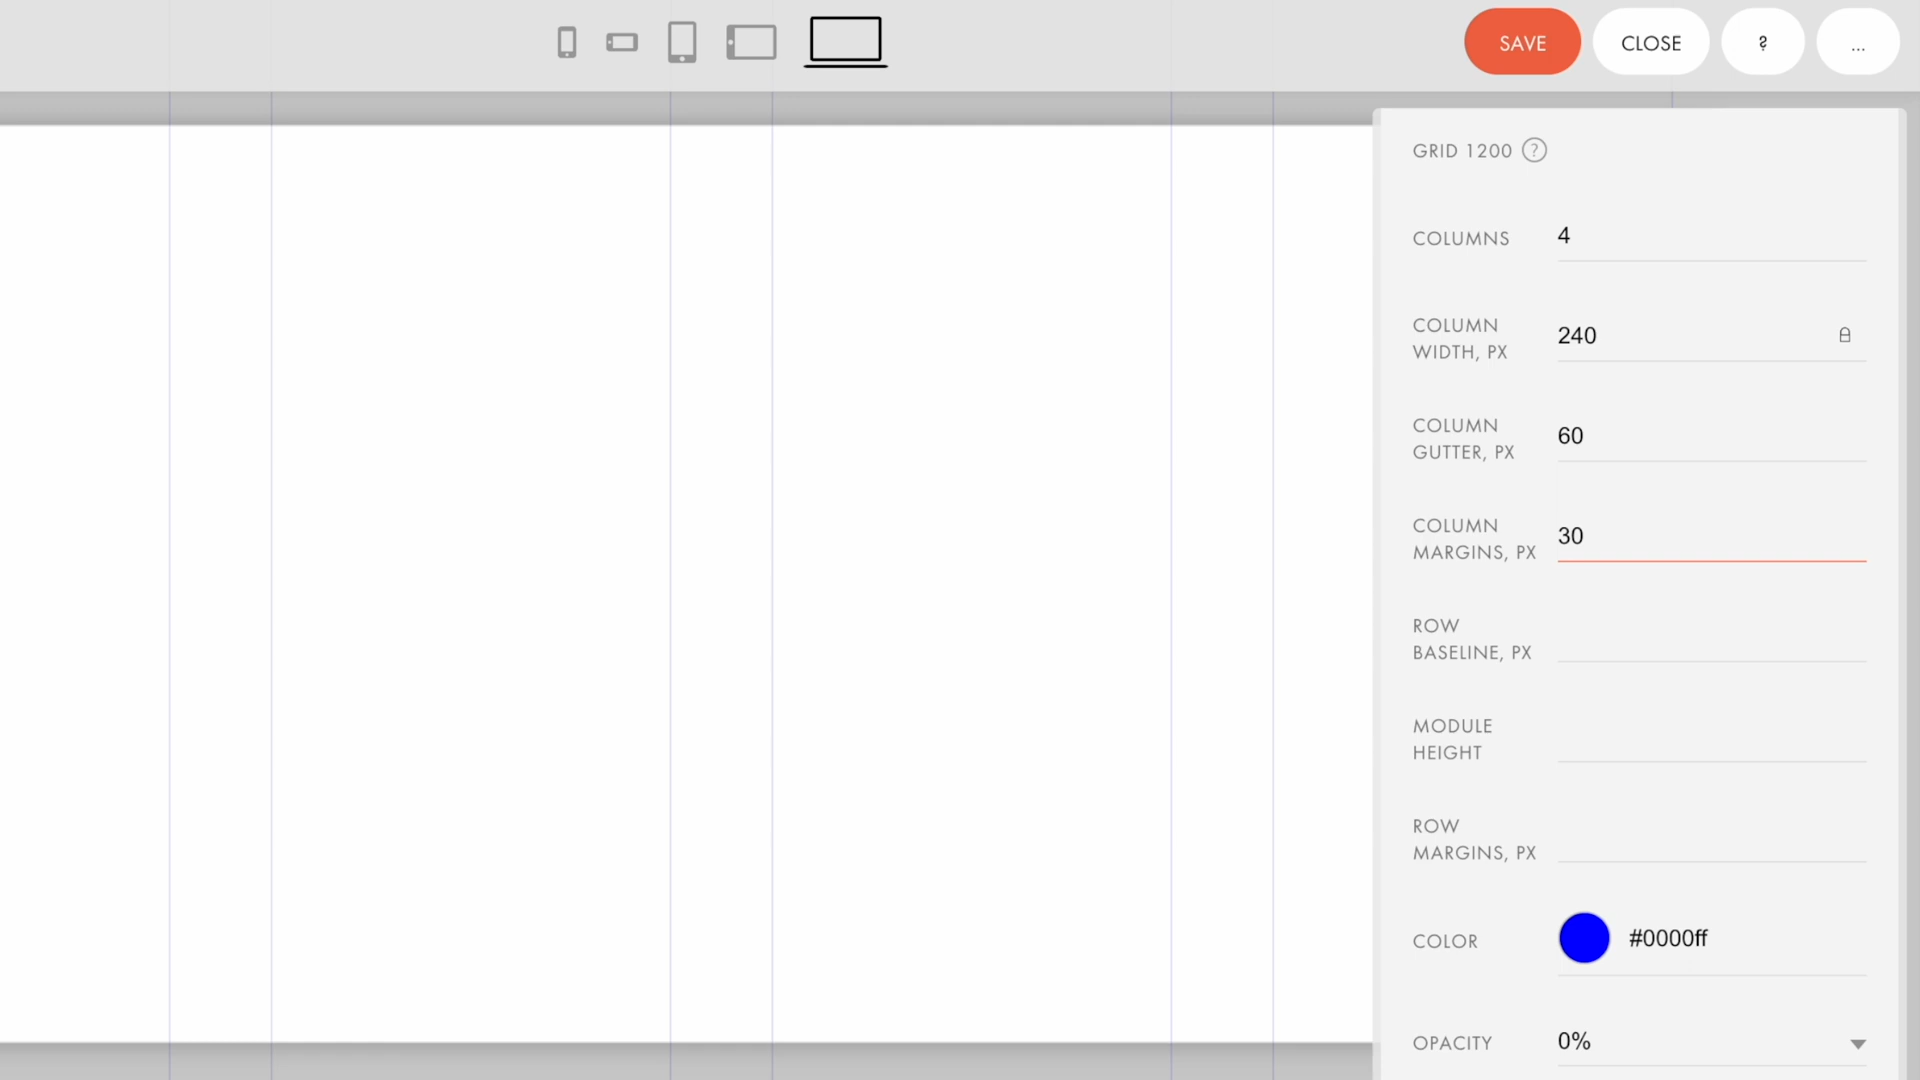 SAVE
CLOSE
?
...
GRID 1200 ?
COLUMNS 4
COLUMN
WIDTH, PX
240
COLUMN
GUTTER, PX
60
COLUMN
MARGINS, PX
30
ROW
BASELINE, PX
MODULE
HEIGHT
ROW
MARGINS, PX
COLOR #0000ff
OPACITY 0%